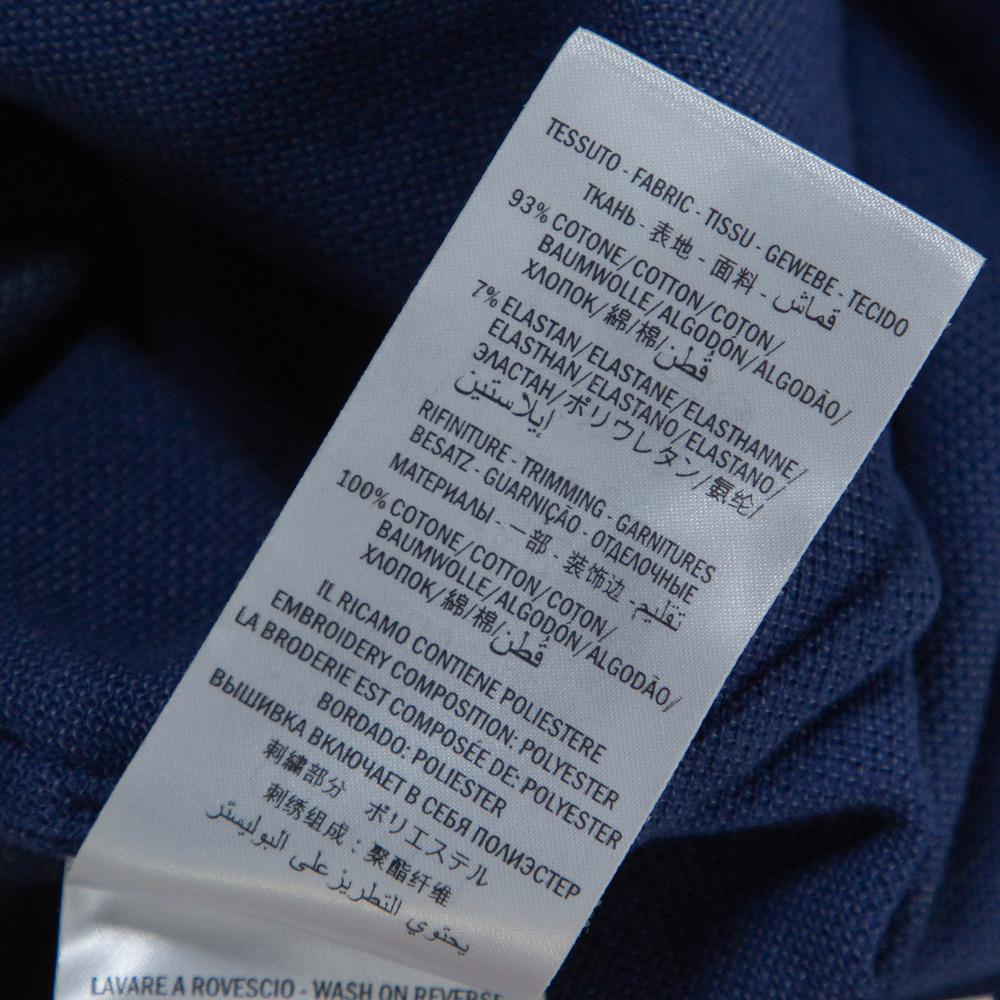 TESSUTO - FABRIC - TISSU - GEWEBE - TECIDO
ТКАНЬ - 表地 - 面料 - قماش
93% COTONE/COTTON/COTON/
BAUMWOLLE/ALGODON/ALGODÃO/
ХЛОПОК/綿/棉/قطن
7% ELASTAN/ELASTANE/ELASTHANNE/
ELASTHAN/ELASTANO/ELASTANO/
ЭЛАСТАН/ポリウレタン/氨纶/
إيلاستين
RIFINITURE - TRIMMING - GARNITURES
BESATZ - GUARNIÇÃO - ОТДЕЛОЧНЫЕ
МАТЕРИАЛЫ - 一部 - 装饰边 - تقليم
100% COTONE/COTTON/COTON/
BAUMWOLLE/ALGODON/ALGODÃO/
ХЛОПОК/綿/棉/قطن
IL RICAMO CONTIENE POLIESTERE
EMBROIDERY COMPOSITION: POLYESTER
LA BRODERIE EST COMPOSÉE DE: POLYESTER
BORDADO: POLIESTER
ВЫШИВКА ВКЛЮЧАЕТ В СЕБЯ ПОЛИЭСТЕР
刺繍部分 ポリエステル
刺绣组成：聚酯纤维
يحتوي التطريز على البوليستر
LAVARE A ROVESCIO - WASH ON REVERSE